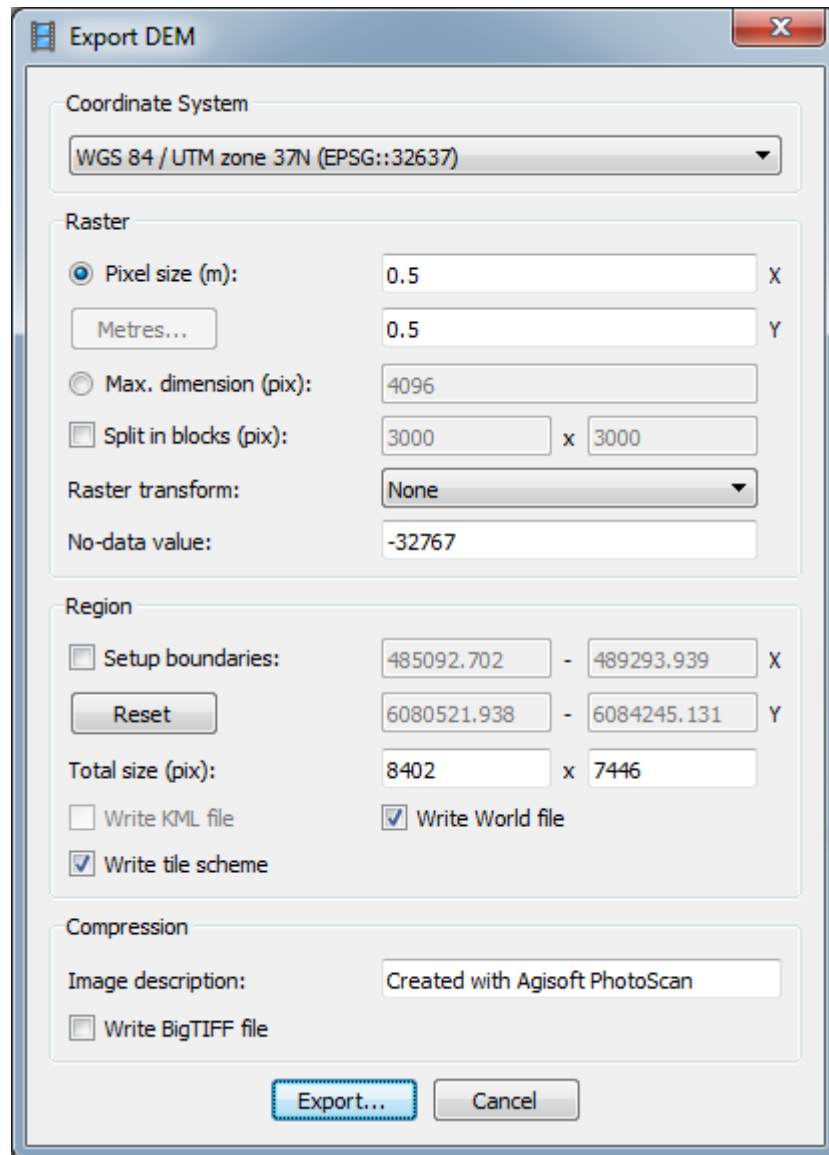 Export DEM
Coordinate System
WGS 84 / UTM zone 37N (EPSG::32637)
Raster
Pixel size (m): 0.5 X
Metres... 0.5 Y
Max. dimension (pix): 4096
Split in blocks (pix): 3000 x 3000
Raster transform: None
No-data value: -32767
Region
Setup boundaries: 485092.702 - 489293.939 X
Reset 6080521.938 - 6084245.131 Y
Total size (pix): 8402 x 7446
Write KML file Write World file
Write tile scheme
Compression
Image description: Created with Agisoft PhotoScan
Write BigTIFF file
Export... Cancel